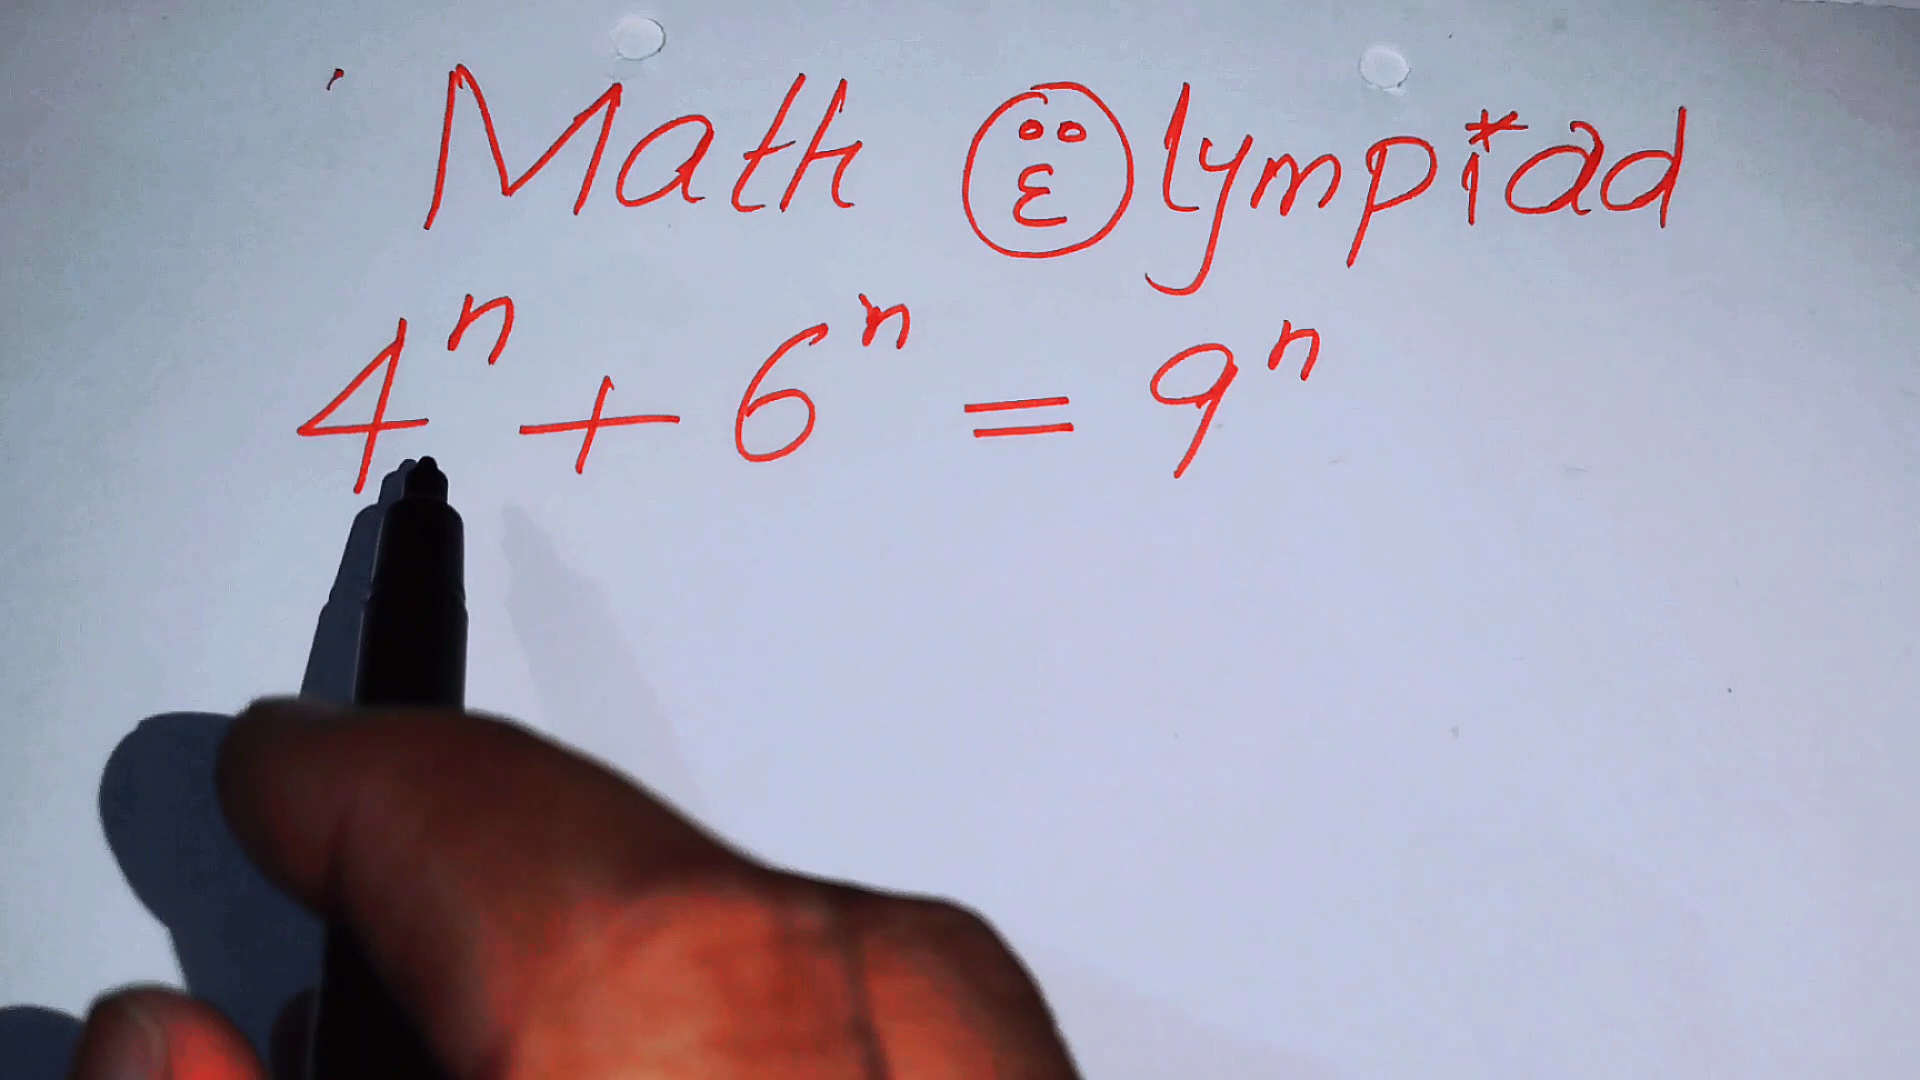 Math Olympiad
4ⁿ + 6ⁿ = 9ⁿ